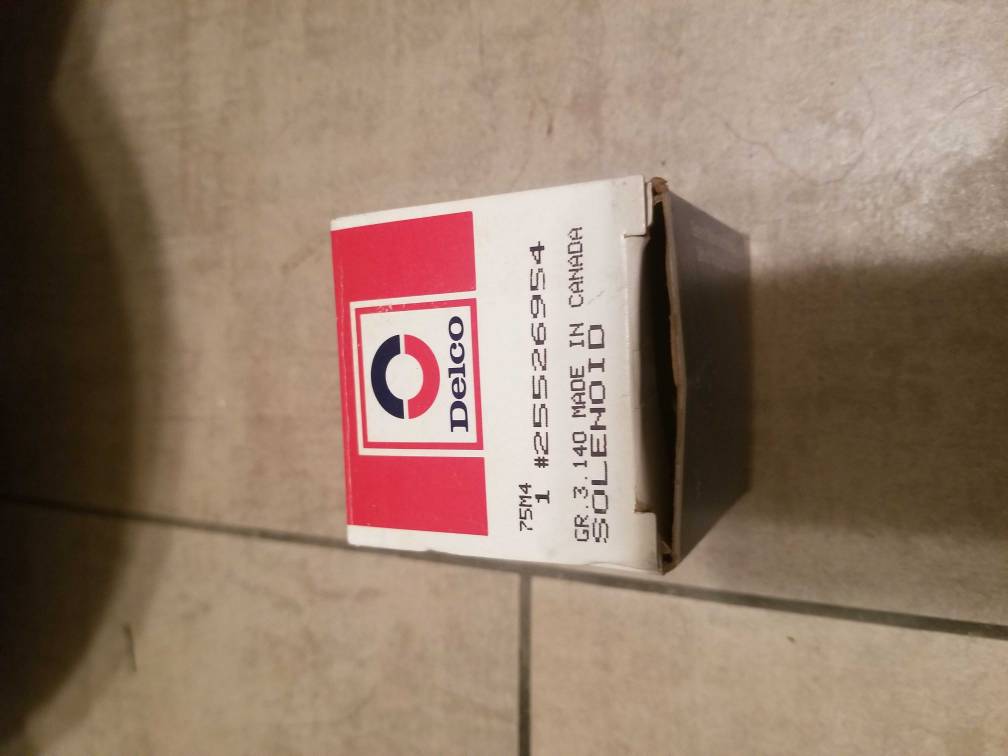 Delco
75M4
1 #25526954
GR.3.140 MADE IN CANADA
SOLENOID